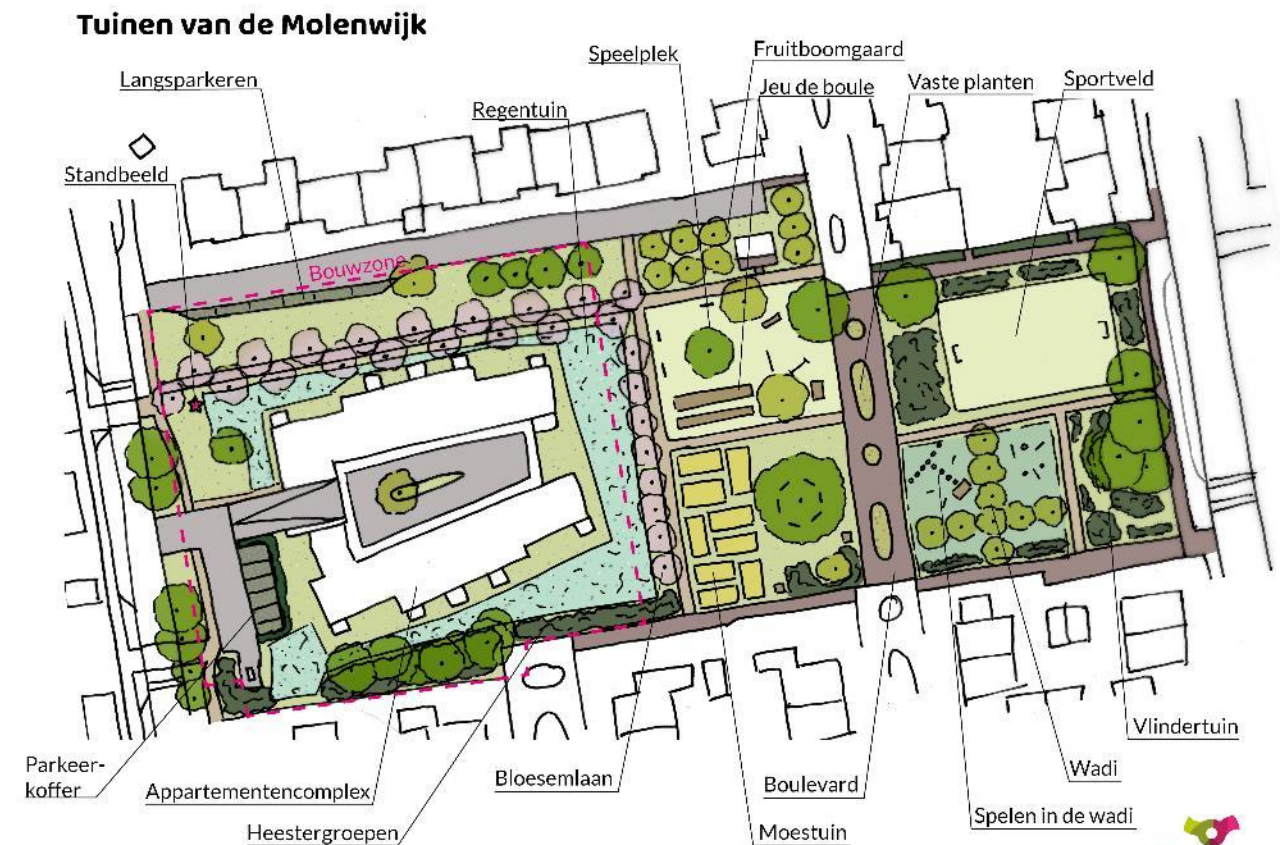 Tuinen van de Molenwijk
Langsparkeren
Speelplek
Fruitboomgaard
Jeu de boule
Vaste planten
Sportveld
Regentuin
Standbeeld
Bouwzone
Parkeer-
koffer
Appartementencomplex
Heestergroepen
Bloesemlaan
Boulevard
Moestuin
Spelen in de wadi
Wadi
Vlindertuin